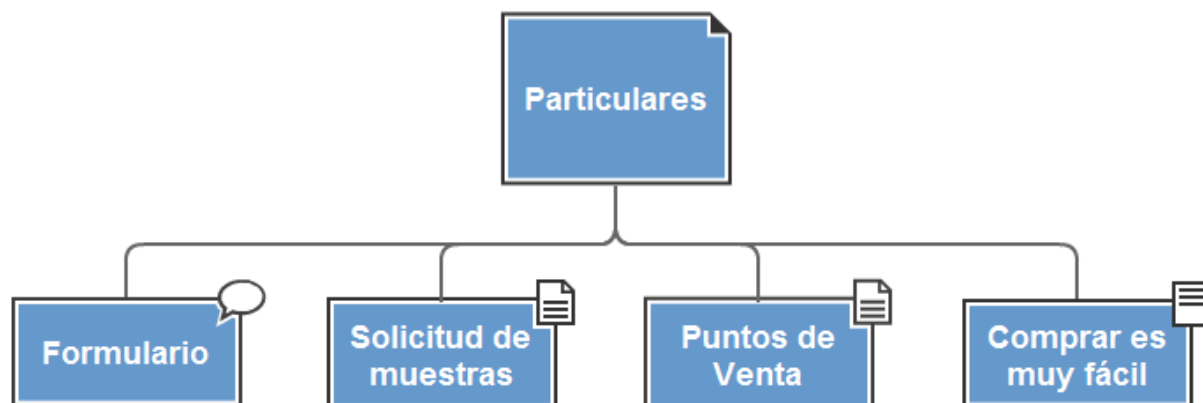 Particulares
Formulario
Solicitud de
muestras
Puntos de
Venta
Comprar es
muy fácil